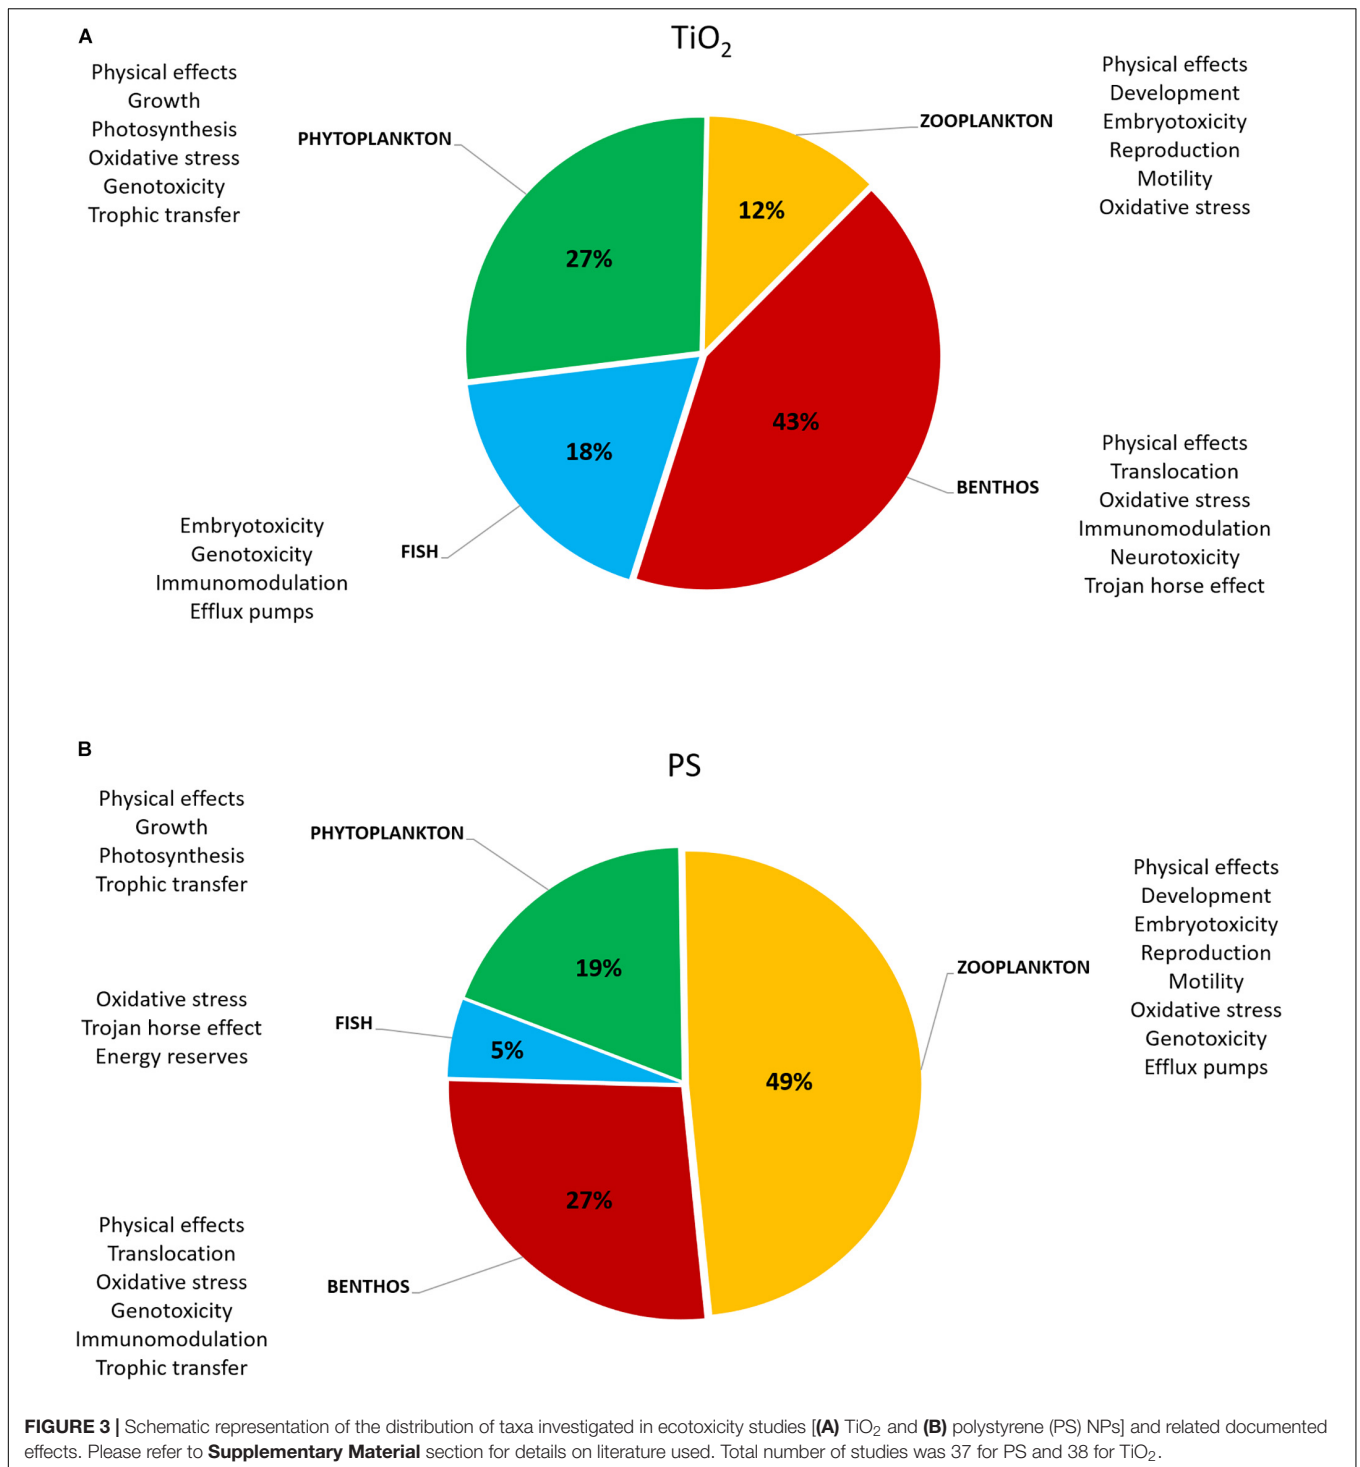 A
TiO₂
Physical effects
Growth
Photosynthesis
Oxidative stress
Genotoxicity
Trophic transfer
PHYTOPLANKTON
ZOOPLANKTON
Physical effects
Development
Embryotoxicity
Reproduction
Motility
Oxidative stress
12%
27%
43%
18%
BENTHOS
Physical effects
Translocation
Oxidative stress
Immunomodulation
Neurotoxicity
Trojan horse effect
Embryotoxicity
Genotoxicity
Immunomodulation
Efflux pumps
FISH
B
PS
Physical effects
Growth
Photosynthesis
Trophic transfer
PHYTOPLANKTON
Physical effects
Development
Embryotoxicity
Reproduction
Motility
Oxidative stress
Genotoxicity
Efflux pumps
ZOOPLANKTON
19%
Oxidative stress
Trojan horse effect
Energy reserves
FISH
5%
49%
27%
Physical effects
Translocation
Oxidative stress
Genotoxicity
Immunomodulation
Trophic transfer
BENTHOS
FIGURE 3 | Schematic representation of the distribution of taxa investigated in ecotoxicity studies [(A) TiO₂ and (B) polystyrene (PS) NPs] and related documented
effects. Please refer to Supplementary Material section for details on literature used. Total number of studies was 37 for PS and 38 for TiO₂.